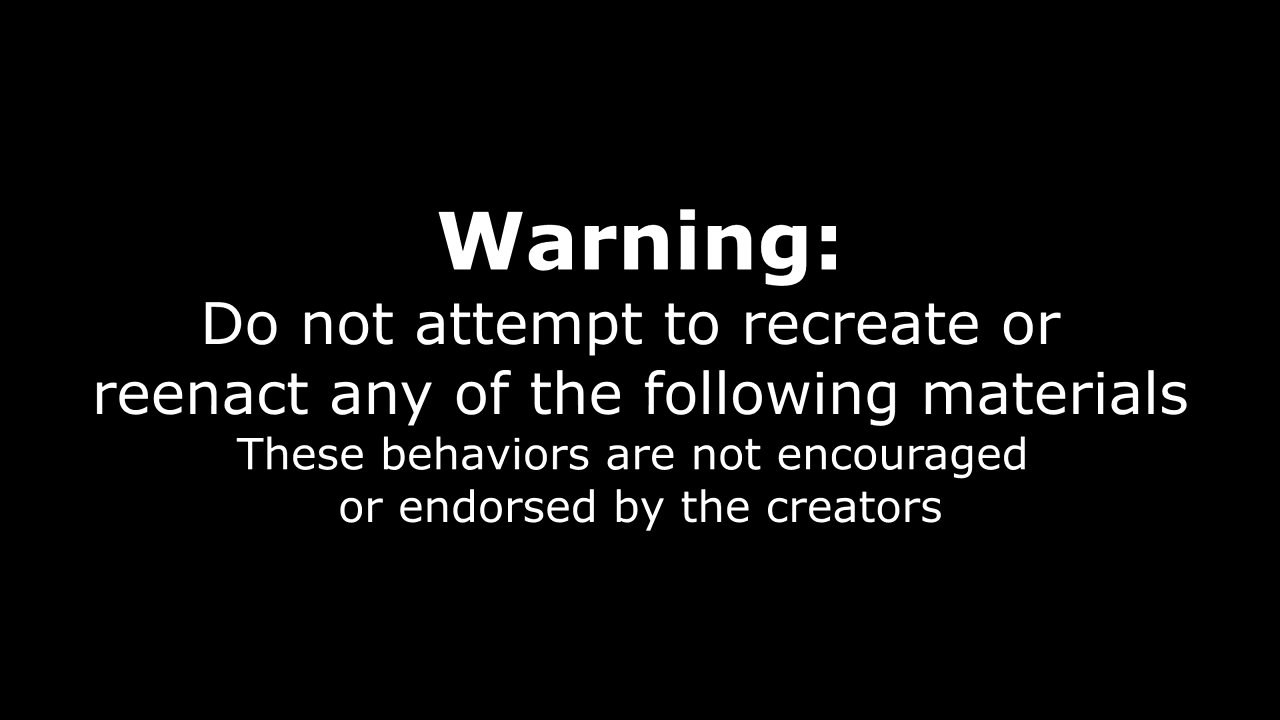 Warning:
Do not attempt to recreate or
reenact any of the following materials
These behaviors are not encouraged
or endorsed by the creators